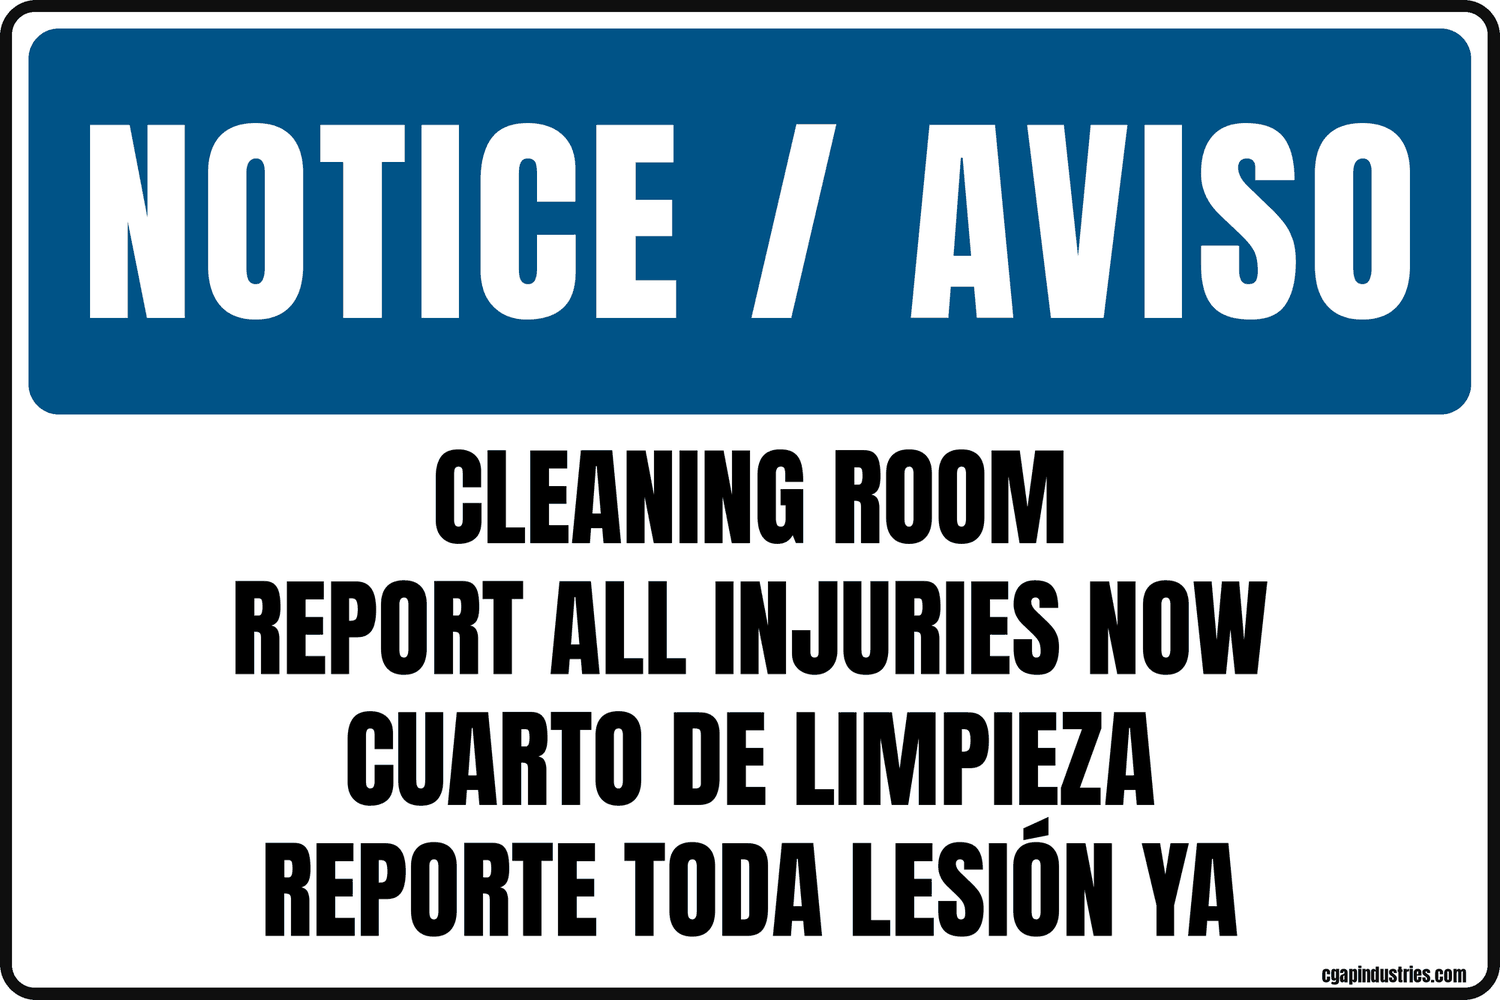 NOTICE / AVISO
CLEANING ROOM
REPORT ALL INJURIES NOW
CUARTO DE LIMPIEZA
REPORTE TODA LESIÓN YA
cgapindustries.com